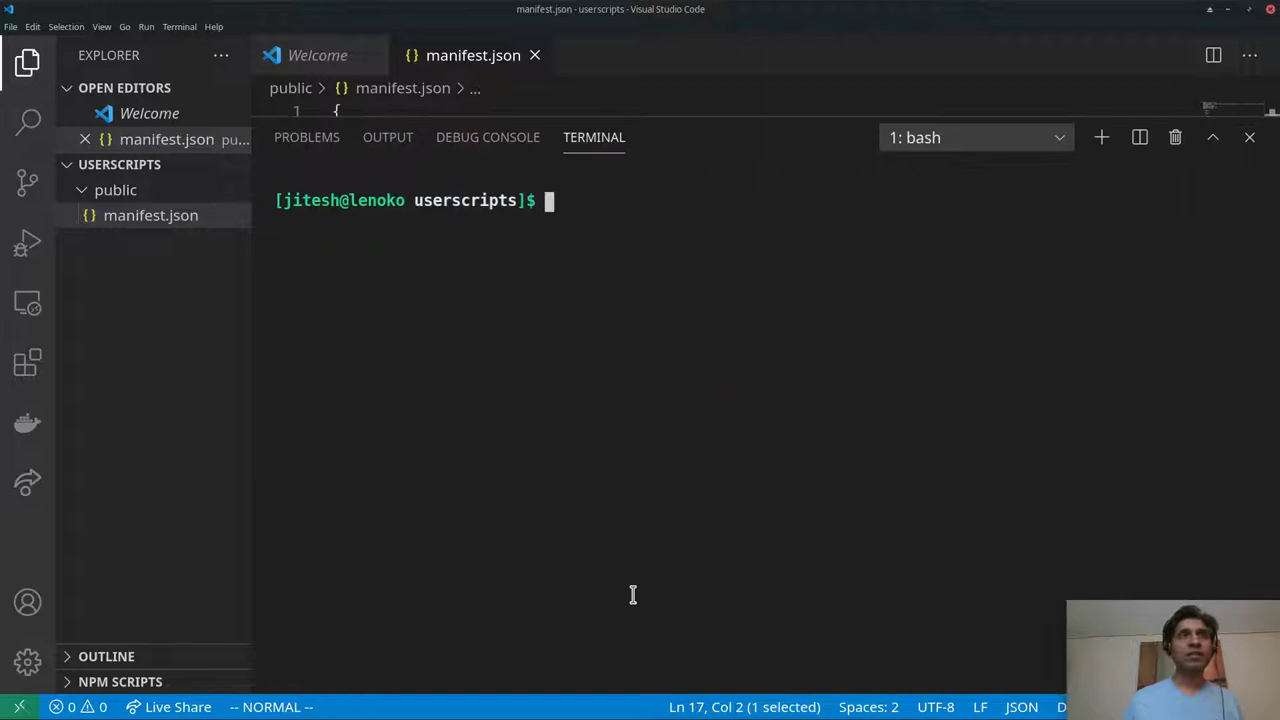 manifest.json - userscripts - Visual Studio Code
File Edit Selection View Go Run Terminal Help
EXPLORER
Welcome
manifest.json
OPEN EDITORS
public > {} manifest.json > ...
Welcome
1 {
manifest.json pu...
PROBLEMS OUTPUT DEBUG CONSOLE TERMINAL
1: bash
USERSCRIPTS
public
[jitesh@lenoko userscripts]$
{} manifest.json
OUTLINE
NPM SCRIPTS
0 0 Live Share -- NORMAL -- Ln 17, Col 2 (1 selected) Spaces: 2 UTF-8 LF JSON